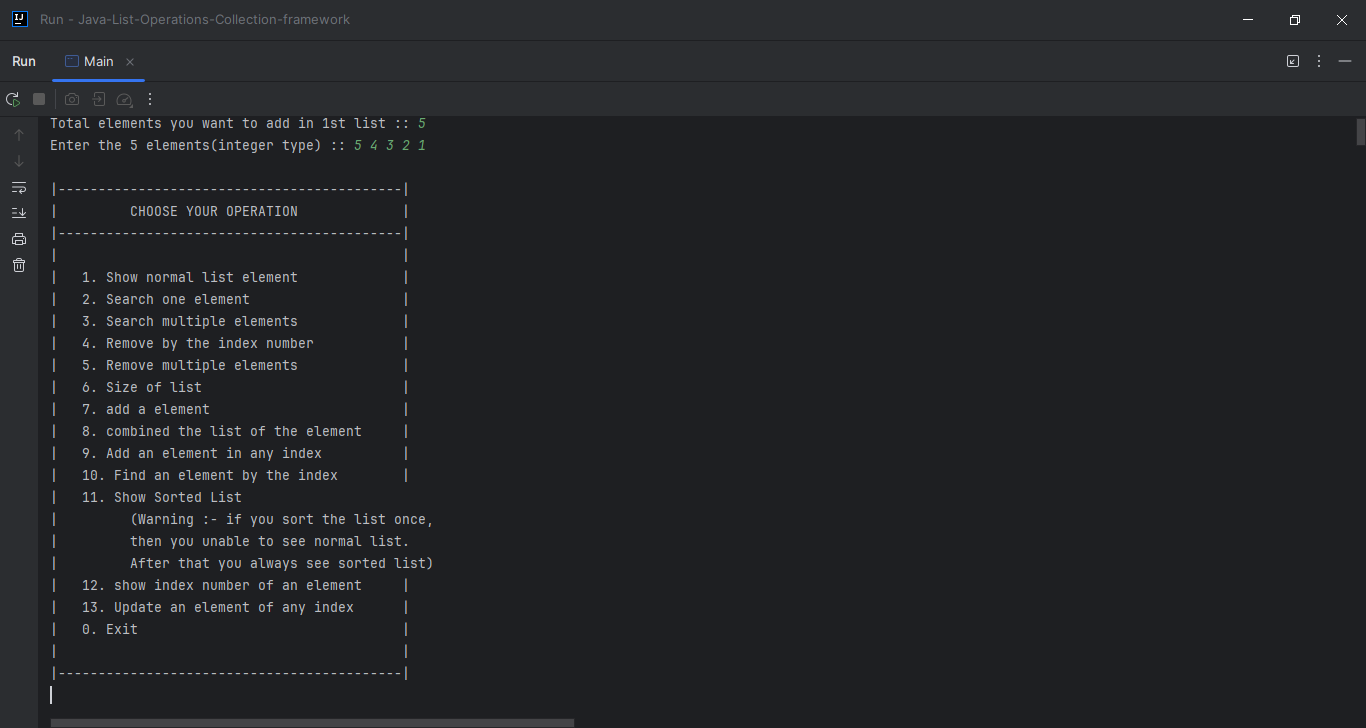 Run - Java-List-Operations-Collection-framework
Run Main
Total elements you want to add in 1st list :: 5
Enter the 5 elements(integer type) :: 5 4 3 2 1
|-------------------------------------------|
|         CHOOSE YOUR OPERATION             |
|-------------------------------------------|
|                                           |
|   1. Show normal list element             |
|   2. Search one element                   |
|   3. Search multiple elements             |
|   4. Remove by the index number           |
|   5. Remove multiple elements             |
|   6. Size of list                         |
|   7. add a element                        |
|   8. combined the list of the element     |
|   9. Add an element in any index          |
|   10. Find an element by the index        |
|   11. Show Sorted List
|         (Warning :- if you sort the list once,
|         then you unable to see normal list.
|         After that you always see sorted list)
|   12. show index number of an element     |
|   13. Update an element of any index      |
|   0. Exit                                 |
|                                           |
|-------------------------------------------|